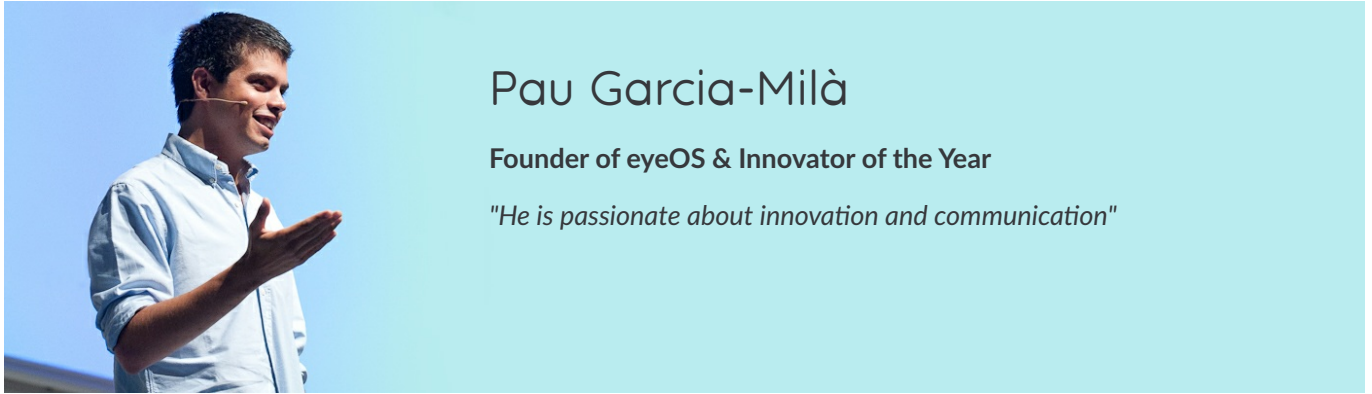 Pau Garcia-Milà
Founder of eyeOS & Innovator of the Year
"He is passionate about innovation and communication"